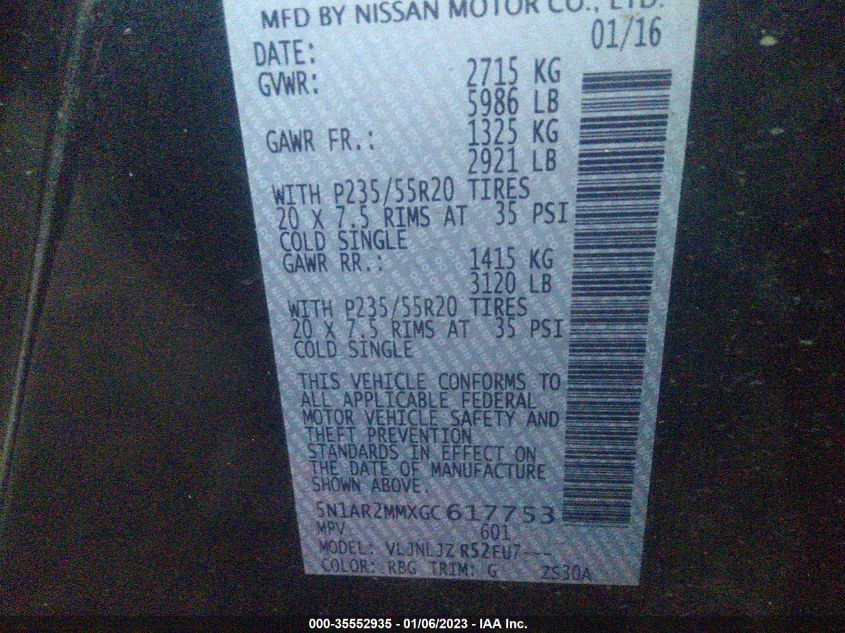 MFD BY NISSAN MOTOR CO., LTD.
DATE: 01/16
GVWR: 2715 KG
5986 LB
GAWR FR.: 1325 KG
2921 LB
WITH P235/55R20 TIRES
20 X 7.5 RIMS AT 35 PSI
COLD SINGLE
GAWR RR.: 1415 KG
3120 LB
WITH P235/55R20 TIRES
20 X 7.5 RIMS AT 35 PSI
COLD SINGLE
THIS VEHICLE CONFORMS TO
ALL APPLICABLE FEDERAL
MOTOR VEHICLE SAFETY AND
THEFT PREVENTION
STANDARDS IN EFFECT ON
THE DATE OF MANUFACTURE
SHOWN ABOVE.
5N1AR2MMXGC617753
MPV 601
MODEL: VLJNLJZ R52EU7---
COLOR: RBG TRIM: G 2S30A
000-35552935 - 01/06/2023 - IAA Inc.